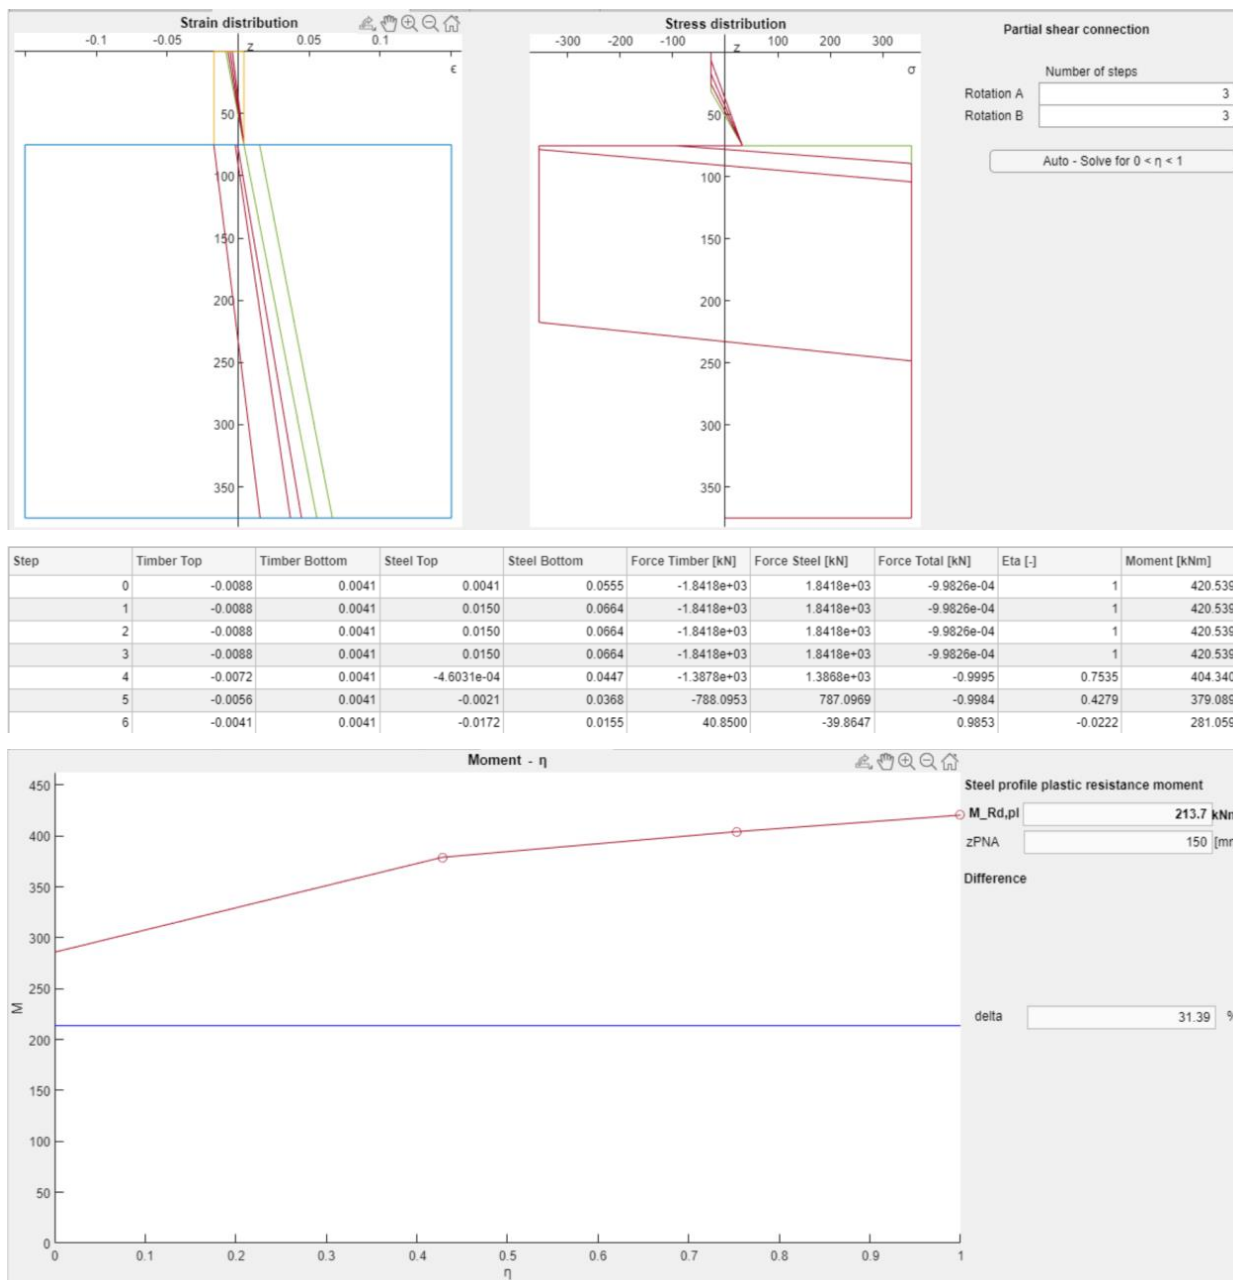 Strain distribution
-0.1 -0.05 0.05 0.1
z
ϵ
50
100
150
200
250
300
350
Stress distribution
-300 -200 -100 100 200 300
z
σ
50
100
150
200
250
300
350
Partial shear connection
Number of steps
Rotation A 3
Rotation B 3
Auto - Solve for 0 < η < 1
Step Timber Top Timber Bottom Steel Top Steel Bottom Force Timber [kN] Force Steel [kN] Force Total [kN] Eta [-] Moment [kNm]
0 -0.0088 0.0041 0.0041 0.0555 -1.8418e+03 1.8418e+03 -9.9826e-04 1 420.539
1 -0.0088 0.0041 0.0150 0.0664 -1.8418e+03 1.8418e+03 -9.9826e-04 1 420.539
2 -0.0088 0.0041 0.0150 0.0664 -1.8418e+03 1.8418e+03 -9.9826e-04 1 420.539
3 -0.0088 0.0041 0.0150 0.0664 -1.8418e+03 1.8418e+03 -9.9826e-04 1 420.539
4 -0.0072 0.0041 -4.6031e-04 0.0447 -1.3878e+03 1.3868e+03 -0.9995 0.7535 404.340
5 -0.0056 0.0041 -0.0021 0.0368 -788.0953 787.0969 -0.9984 0.4279 379.089
6 -0.0041 0.0041 -0.0172 0.0155 40.8500 -39.8647 0.9853 -0.0222 281.059
Moment - η
450
400
350
300
250
200
150
100
50
0
M
0 0.1 0.2 0.3 0.4 0.5 0.6 0.7 0.8 0.9 1
η
Steel profile plastic resistance moment
M_Rd,pl 213.7 kNm
zPNA 150 [mm
Difference
delta 31.39 %